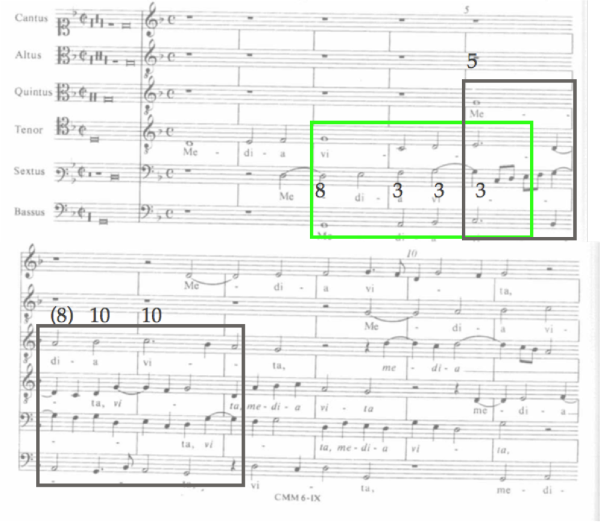 5
Cantus
Altus
5
Quintus
Me -
Tenor
Me - di - a vi -
Sextus
8 3 3 3
Me di - a vi -
Bassus
10
Me - di - a vi - ta,
Me - di - a vi -
(8) 10 10
di - a vi - ta, me - di - a
ta, vi - ta, me - di - a vi - ta me - di - a
ta, vi - ta, me - di - a vi - ta,
vi - ta, me - di -
CMM 6-IX